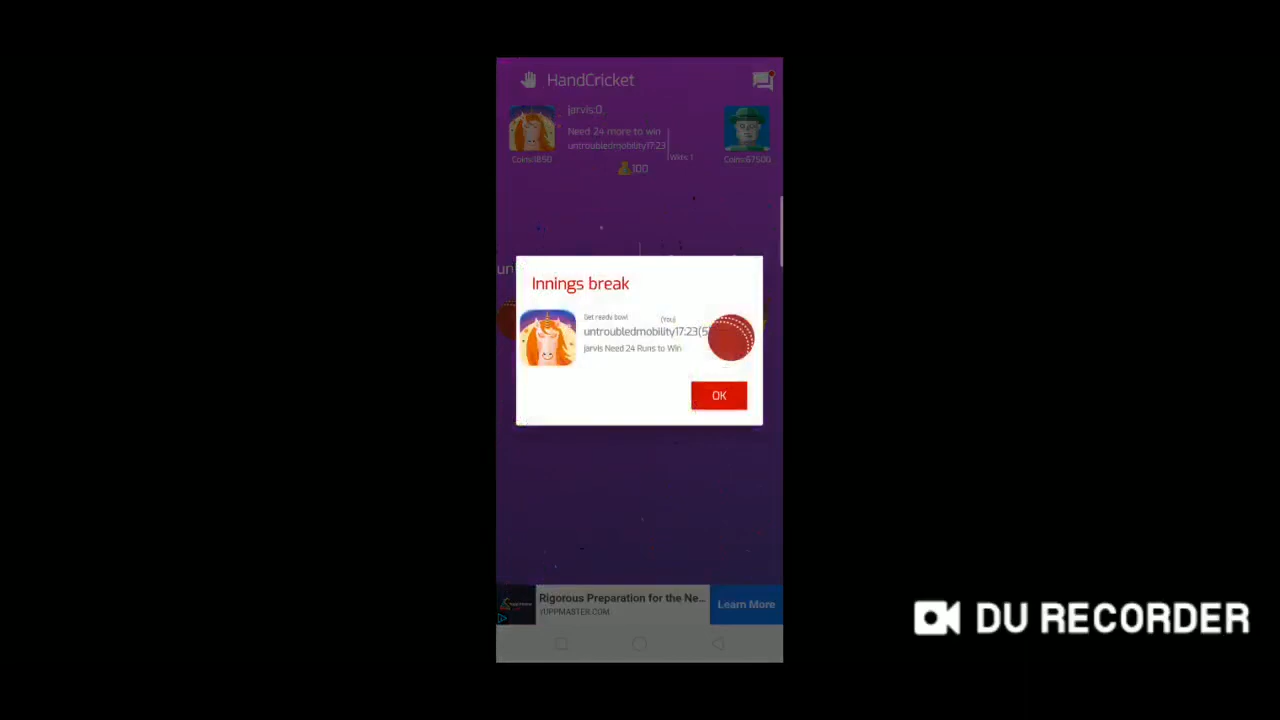 HandCricket
jarvis:0
Need 24 more to win
untroubledmobility17:23
Wkts: 1
Coins:1850
Coins:67500
100
un
Innings break
Get ready bowl
(You)
untroubledmobility17:23(5
jarvis Need 24 Runs to Win
OK
Rigorous Preparation for the Ne...
Learn More
DU RECORDER